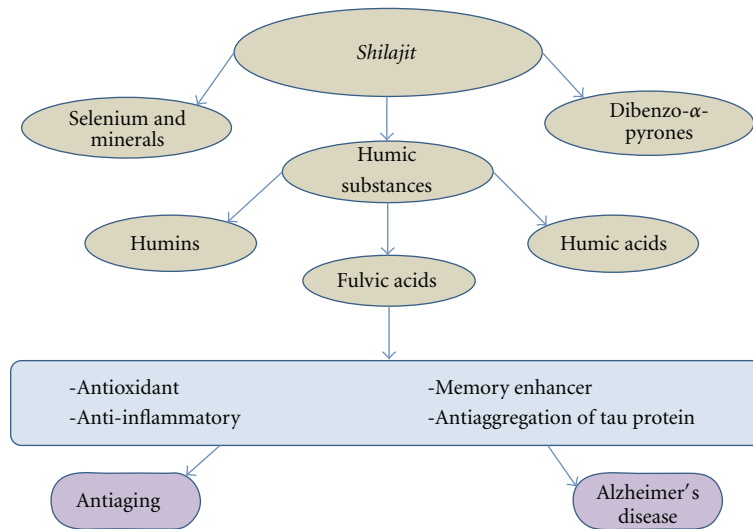 Shilajit
Selenium and
minerals
Dibenzo-α-
pyrones
Humic
substances
Humins
Humic acids
Fulvic acids
-Antioxidant
-Anti-inflammatory
-Memory enhancer
-Antiaggregation of tau protein
Antiaging
Alzheimer's
disease